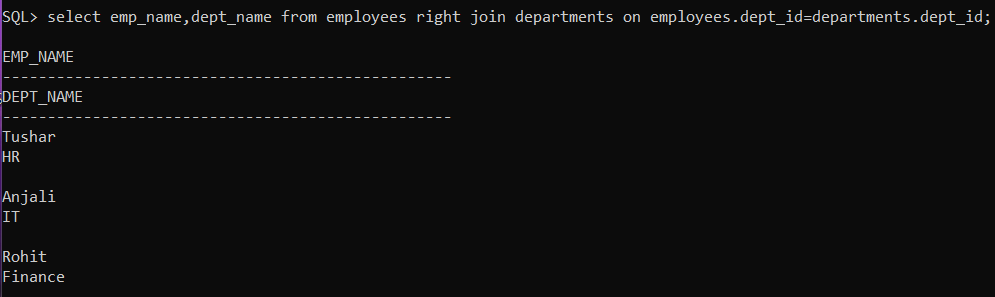 SQL> select emp_name,dept_name from employees right join departments on employees.dept_id=departments.dept_id;
EMP_NAME
--------------------------------------------------
DEPT_NAME
--------------------------------------------------
Tushar
HR
Anjali
IT
Rohit
Finance